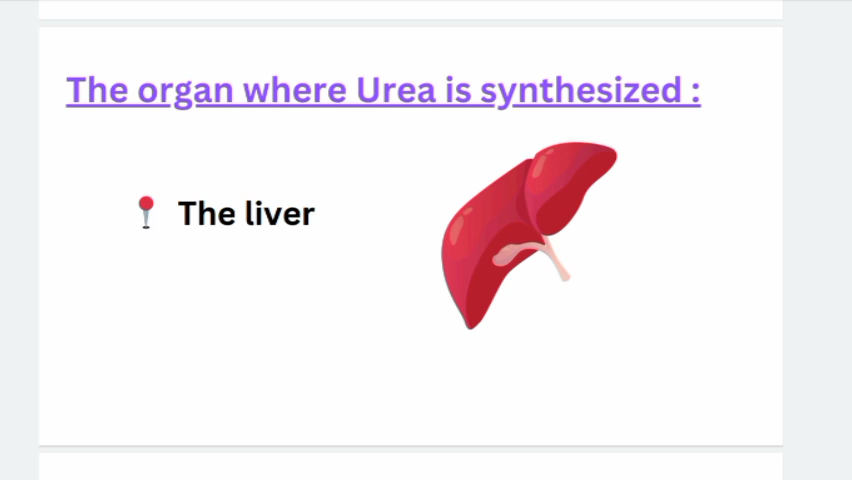 The organ where Urea is synthesized :
The liver